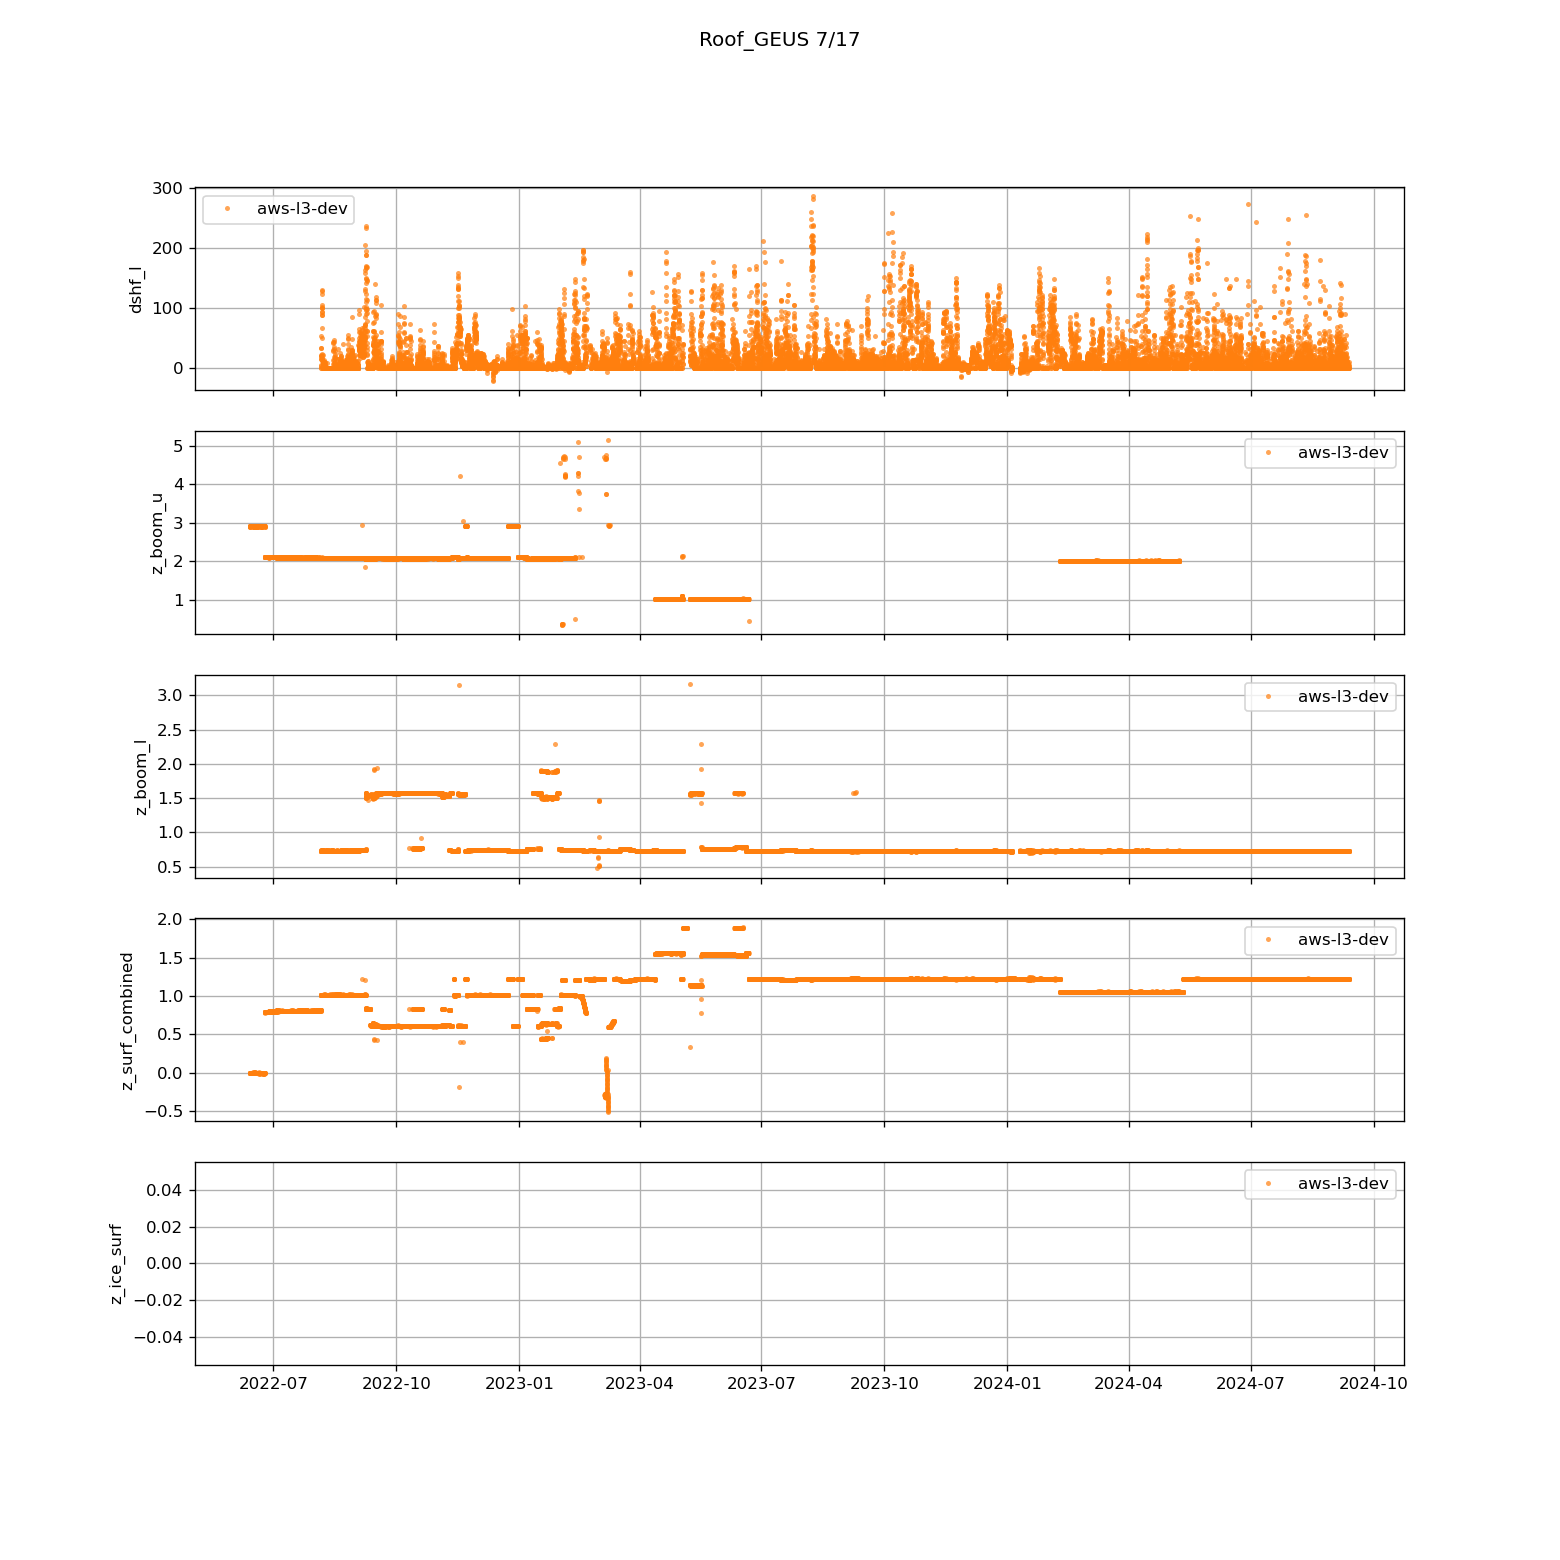 Roof_GEUS 7/17
300
200
100
0
dshf_l
aws-l3-dev
5
4
3
2
1
z_boom_u
aws-l3-dev
3.0
2.5
2.0
1.5
1.0
0.5
z_boom_l
aws-l3-dev
2.0
1.5
1.0
0.5
0.0
−0.5
z_surf_combined
aws-l3-dev
0.04
0.02
0.00
−0.02
−0.04
z_ice_surf
aws-l3-dev
2022-07 2022-10 2023-01 2023-04 2023-07 2023-10 2024-01 2024-04 2024-07 2024-10